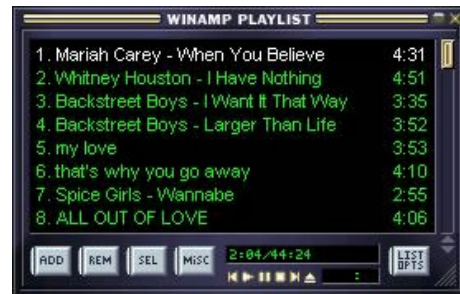 WINAMP PLAYLIST
1. Mariah Carey - When You Believe 4:31
2. Whitney Houston - I Have Nothing 4:51
3. Backstreet Boys - I Want It That Way 3:35
4. Backstreet Boys - Larger Than Life 3:52
5. my love 3:53
6. that's why you go away 4:10
7. Spice Girls - Wannabe 2:55
8. ALL OUT OF LOVE 4:06
ADD REM SEL MISC 2:04/44:24 LIST
OPTS
: